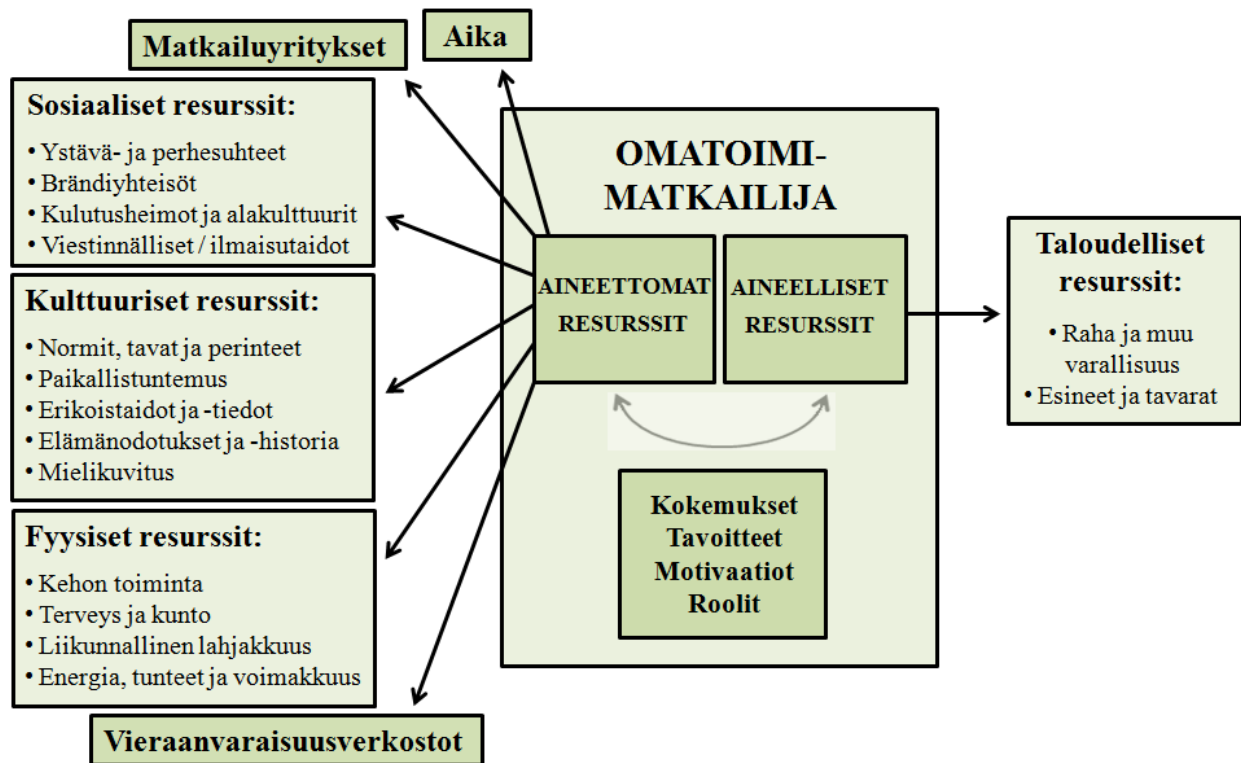 Matkailuyritykset
Aika
Sosiaaliset resurssit:
• Ystävä- ja perhesuhteet
• Brändiyhteisöt
• Kulutusheimot ja alakulttuurit
• Viestinnälliset / ilmaisutaidot
Kulttuuriset resurssit:
• Normit, tavat ja perinteet
• Paikallistuntemus
• Erikoistaidot ja -tiedot
• Elämänodotukset ja -historia
• Mielikuvitus
Fyysiset resurssit:
• Kehon toiminta
• Terveys ja kunto
• Liikunnallinen lahjakkuus
• Energia, tunteet ja voimakkuus
Vieraanvaraisuusverkostot
OMATOIMI-
MATKAILIJA
AINEETTOMAT
RESURSSIT
AINEELLISET
RESURSSIT
Kokemukset
Tavoitteet
Motivaatiot
Roolit
Taloudelliset
resurssit:
• Raha ja muu
varallisuus
• Esineet ja tavarat